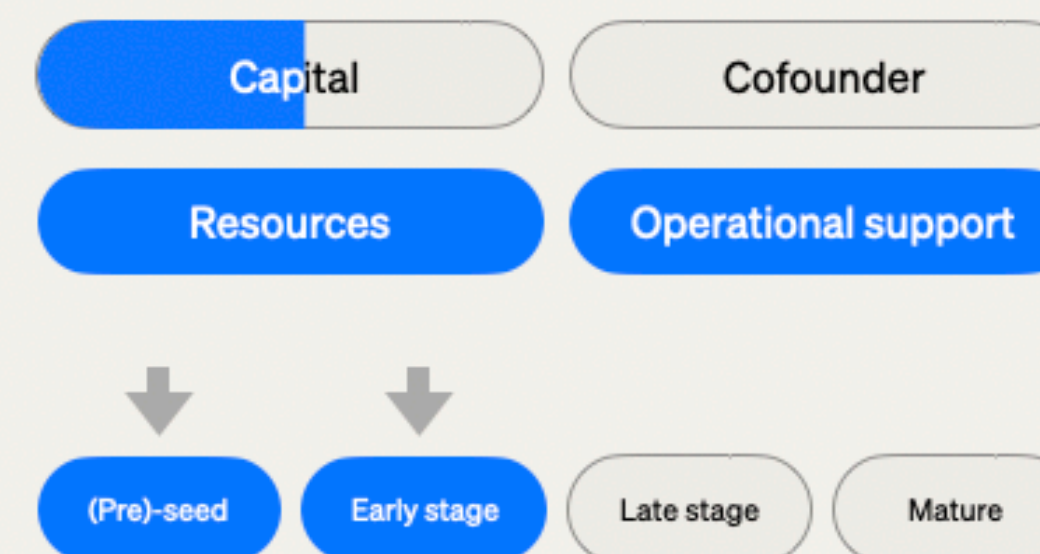 Capital Cofounder
Resources Operational support
(Pre)-seed Early stage Late stage Mature